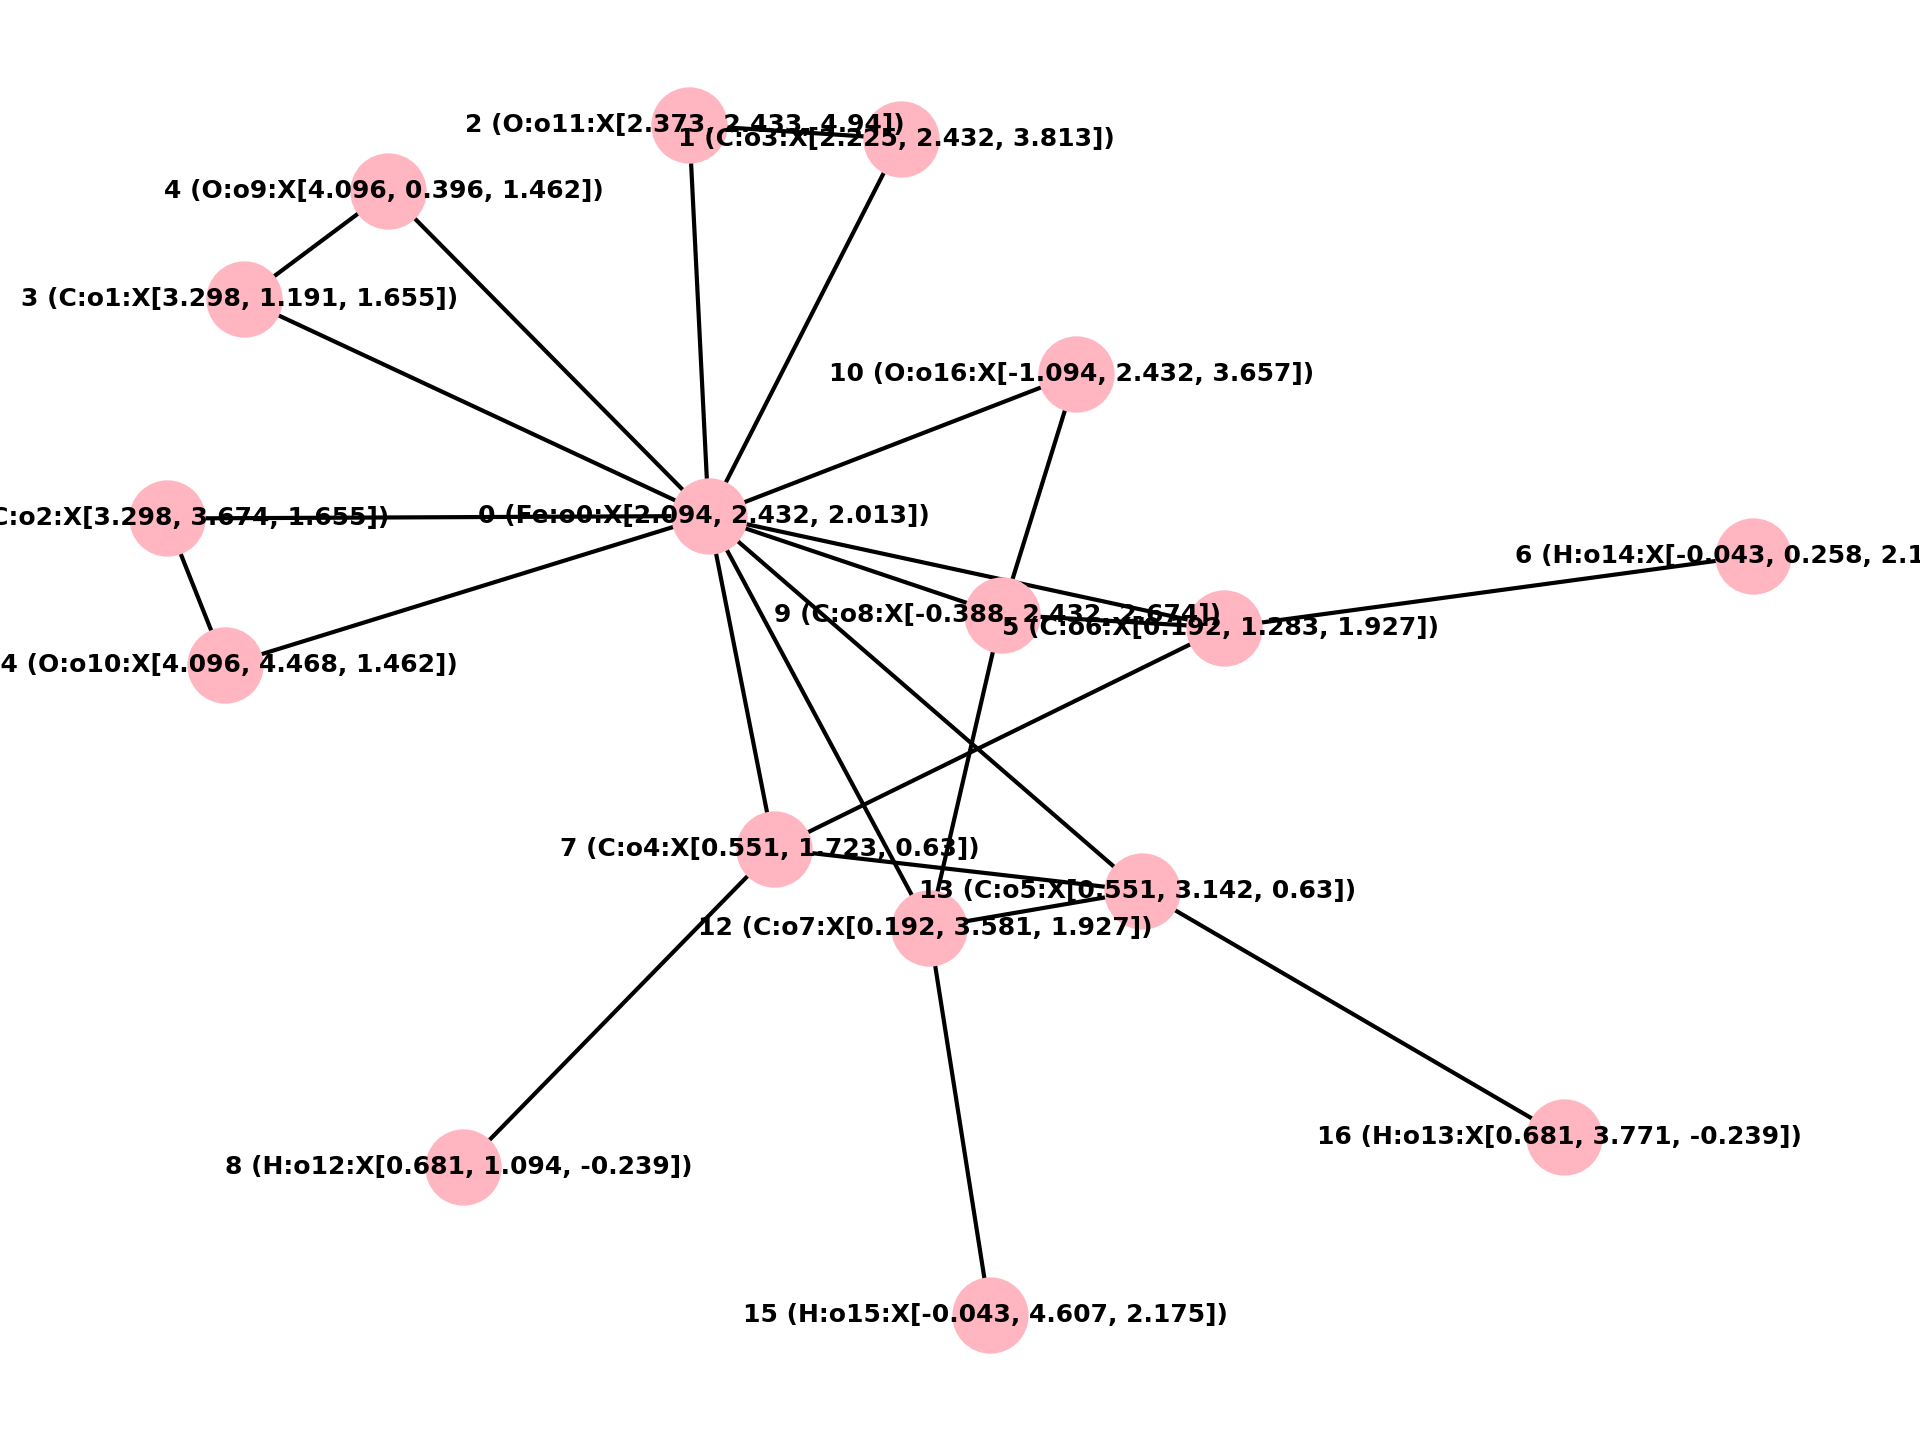 2 (O:o11:X[2.373, 2.433, 4.94])
1 (C:o3:X[2.225, 2.432, 3.813])
4 (O:o9:X[4.096, 0.396, 1.462])
3 (C:o1:X[3.298, 1.191, 1.655])
10 (O:o16:X[-1.094, 2.432, 3.657])
C:o2:X[3.298, 3.674, 1.655])
0 (Fe:o0:X[2.094, 2.432, 2.013])
6 (H:o14:X[-0.043, 0.258, 2.1
9 (C:o8:X[-0.388, 2.432, 2.674])
5 (C:o6:X[0.192, 1.283, 1.927])
4 (O:o10:X[4.096, 4.468, 1.462])
7 (C:o4:X[0.551, 1.723, 0.63])
13 (C:o5:X[0.551, 3.142, 0.63])
12 (C:o7:X[0.192, 3.581, 1.927])
16 (H:o13:X[0.681, 3.771, -0.239])
8 (H:o12:X[0.681, 1.094, -0.239])
15 (H:o15:X[-0.043, 4.607, 2.175])